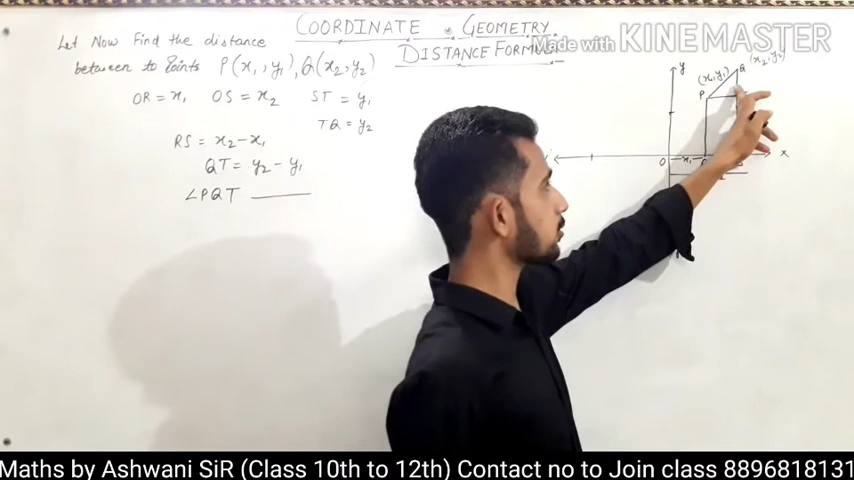 COORDINATE GEOMETRY
DISTANCE FORMULA
Made with KINEMASTER
Let Now Find the distance
between to Points P(x₁, y₁), Q(x₂, y₂)
OR = x₁ OS = x₂ ST = y₁
TQ = y₂
RS = x₂ - x₁
QT = y₂ - y₁
∠PQT
y
(x₁, y₁) Q (x₂, y₂)
P
O x₁ x
Maths by Ashwani SiR (Class 10th to 12th) Contact no to Join class 8896818131